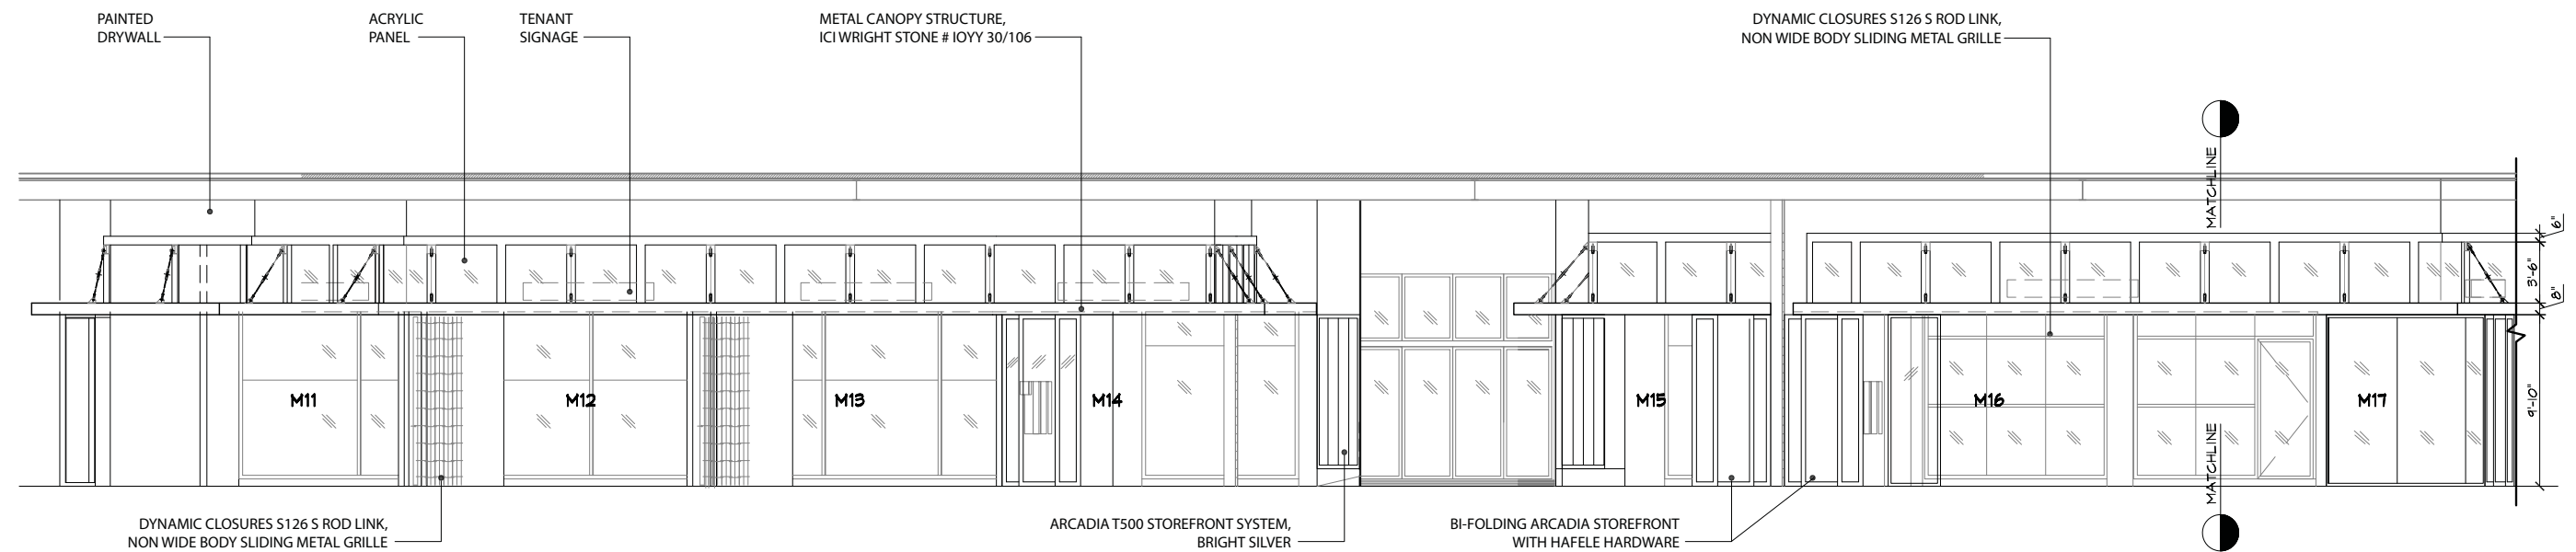 PAINTED
DRYWALL
ACRYLIC
PANEL
TENANT
SIGNAGE
METAL CANOPY STRUCTURE,
ICI WRIGHT STONE # IOYY 30/106
DYNAMIC CLOSURES S126 S ROD LINK,
NON WIDE BODY SLIDING METAL GRILLE
MATCHLINE
6"
3'-6"
8"
M11
M12
M13
M14
M15
M16
M17
9'-10"
MATCHLINE
DYNAMIC CLOSURES S126 S ROD LINK,
NON WIDE BODY SLIDING METAL GRILLE
ARCADIA T500 STOREFRONT SYSTEM,
BRIGHT SILVER
BI-FOLDING ARCADIA STOREFRONT
WITH HAFELE HARDWARE